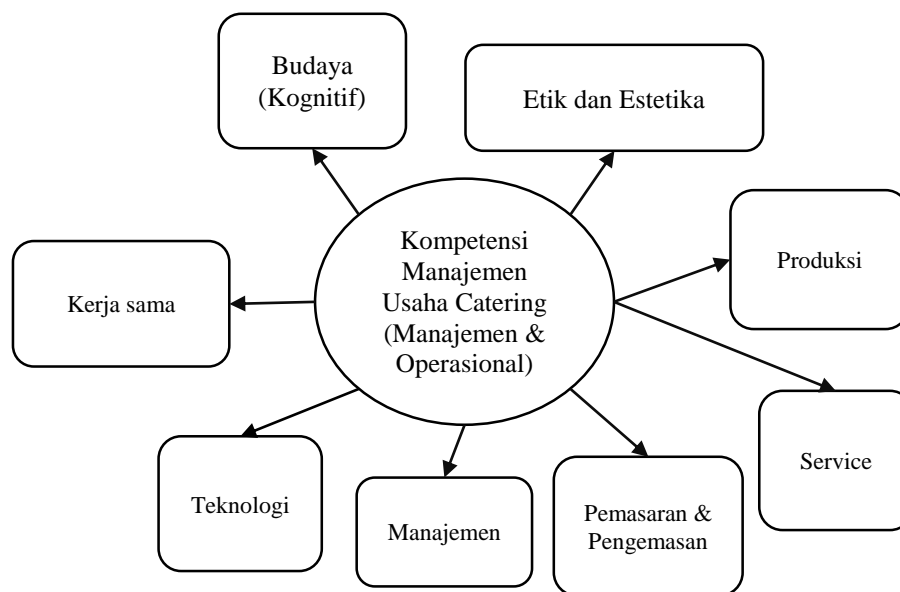 Budaya
(Kognitif)
Etik dan Estetika
Kompetensi
Manajemen
Usaha Catering
(Manajemen &
Operasional)
Produksi
Kerja sama
Service
Teknologi
Manajemen
Pemasaran &
Pengemasan